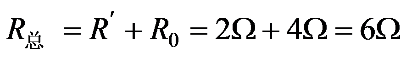 R总 = R′ + R0 = 2Ω + 4Ω = 6Ω